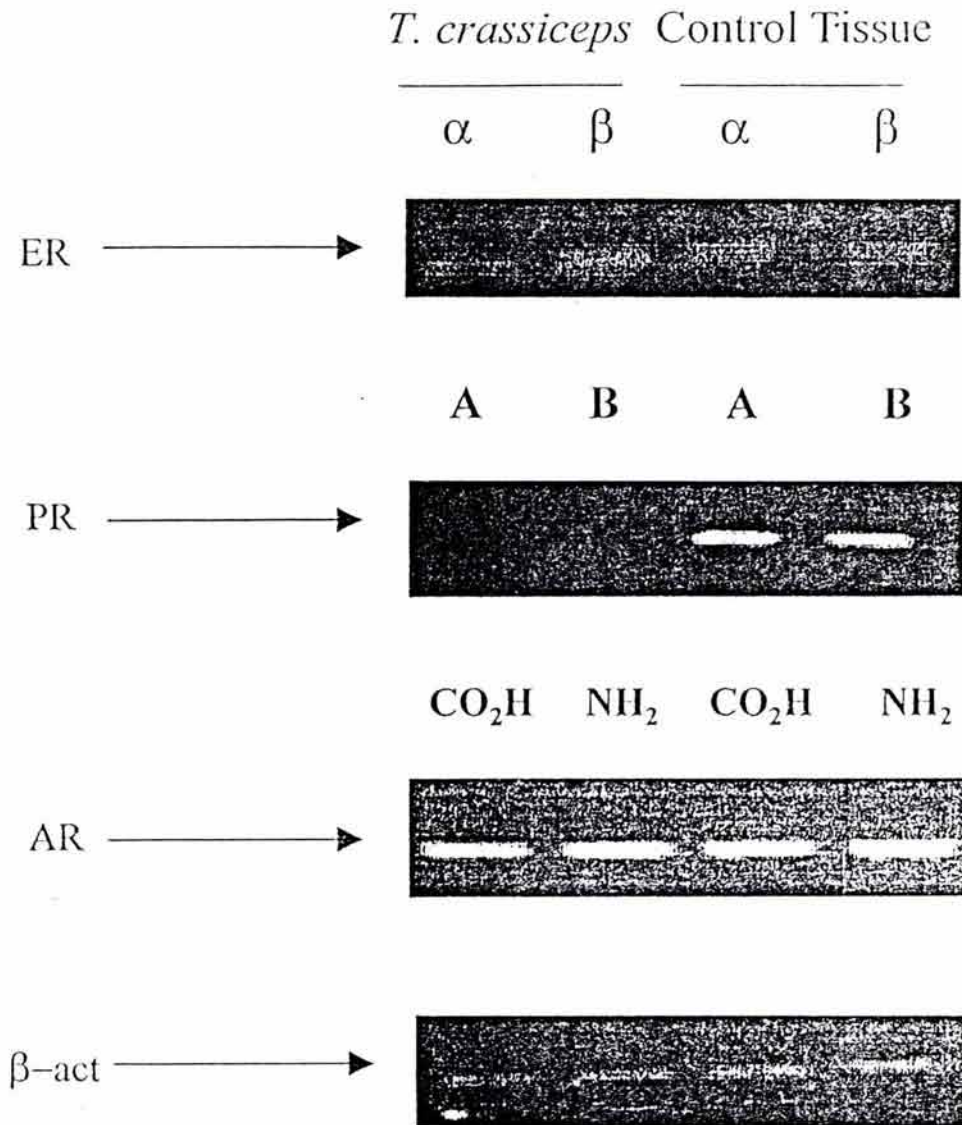 T. crassiceps Control Tissue
α β α β
ER
A B A B
PR
CO₂H NH₂ CO₂H NH₂
AR
β–act